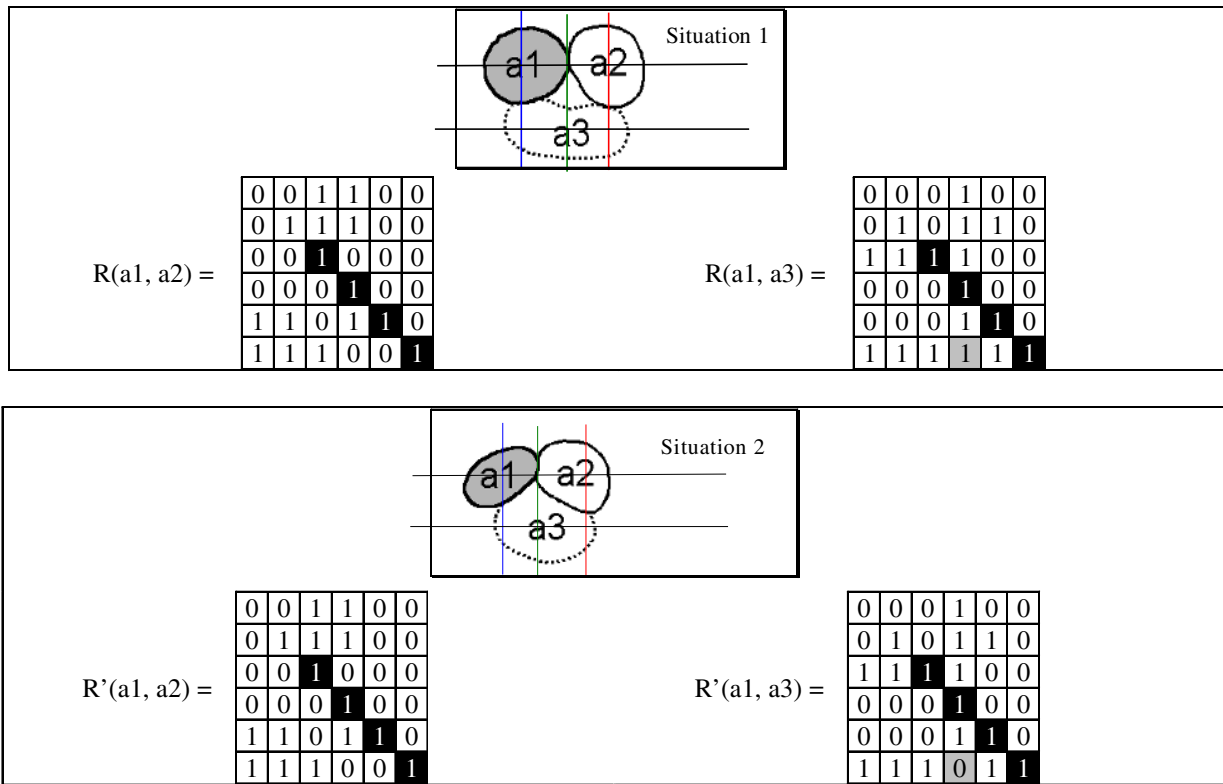 Situation 1
a1 a2
a3
R(a1, a2) =
0 0 1 1 0 0
0 1 1 1 0 0
0 0 1 0 0 0
0 0 0 1 0 0
1 1 0 1 1 0
1 1 1 0 0 1
R(a1, a3) =
0 0 0 1 0 0
0 1 0 1 1 0
1 1 1 1 0 0
0 0 0 1 0 0
0 0 0 1 1 0
1 1 1 1 1 1
Situation 2
a1 a2
a3
R’(a1, a2) =
0 0 1 1 0 0
0 1 1 1 0 0
0 0 1 0 0 0
0 0 0 1 0 0
1 1 0 1 1 0
1 1 1 0 0 1
R’(a1, a3) =
0 0 0 1 0 0
0 1 0 1 1 0
1 1 1 1 0 0
0 0 0 1 0 0
0 0 0 1 1 0
1 1 1 0 1 1